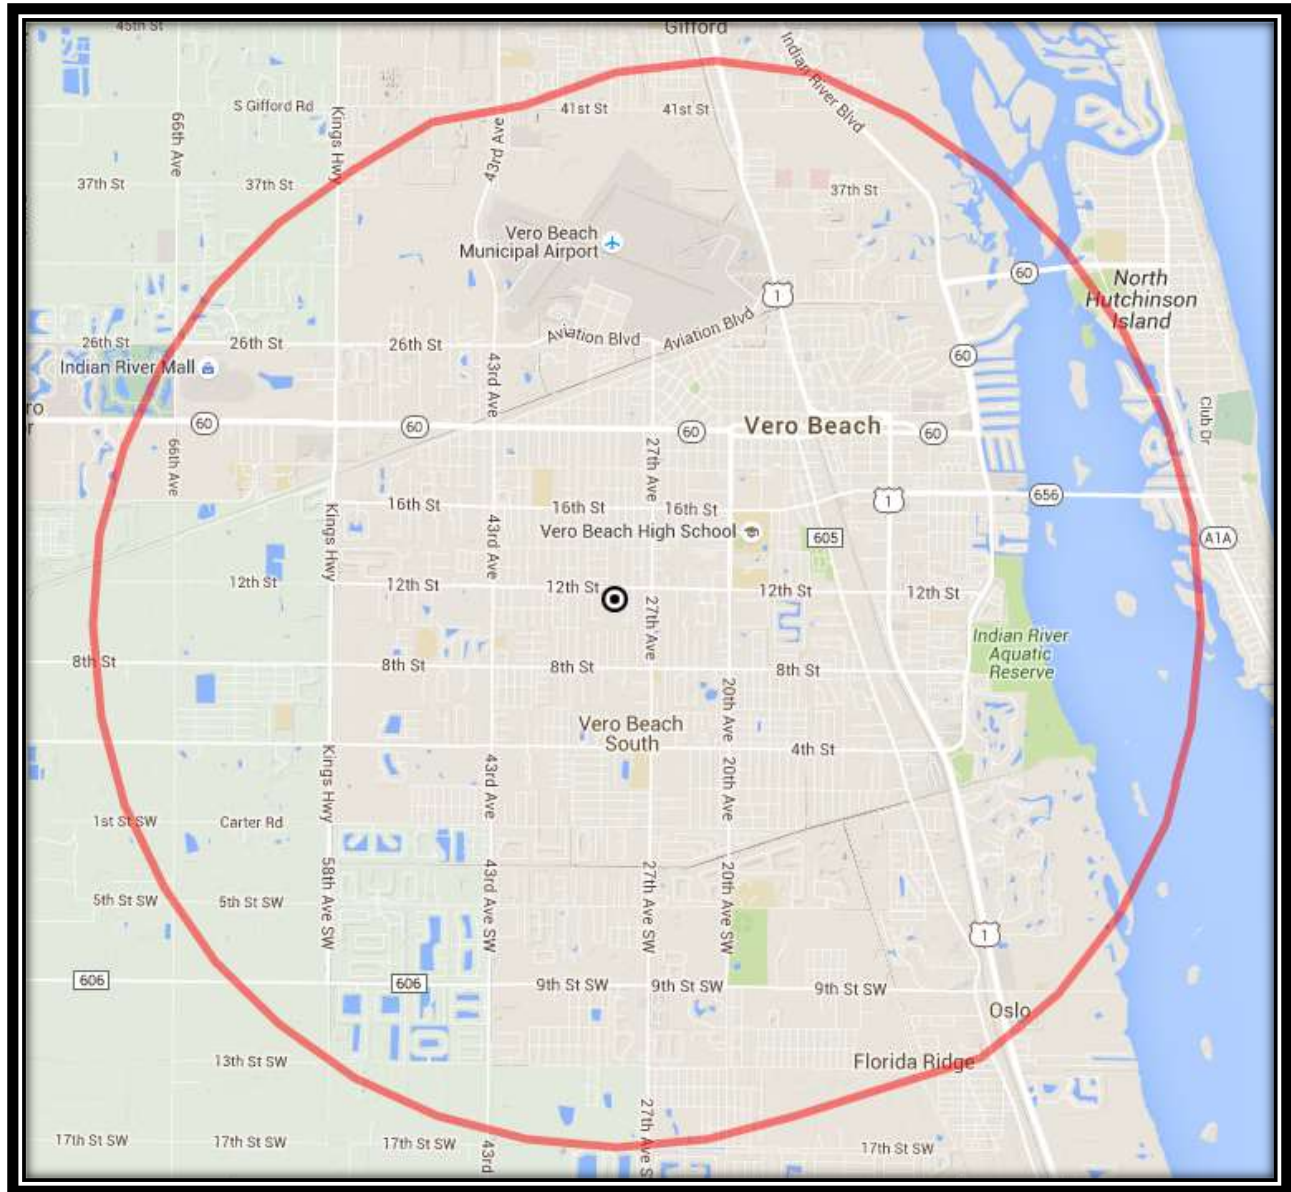 45th St
Gifford
Indian River Blvd
S Gifford Rd
41st St
41st St
Kings Hwy
66th Ave
43rd Ave
37th St
37th St
37th St
Vero Beach
Municipal Airport
60
North
Hutchinson
Island
1
Aviation Blvd
Aviation Blvd
26th St
26th St
26th St
60
Indian River Mall
43rd Ave
Club Dr
60
60
60
Vero Beach
60
66th Ave
27th Ave
16th St
16th St
16th St
1
656
Kings Hwy
43rd Ave
Vero Beach High School
605
A1A
12th St
12th St
12th St
12th St
12th St
27th Ave
Indian River
Aquatic
Reserve
8th St
8th St
8th St
8th St
20th Ave
Vero Beach
South
4th St
Kings Hwy
43rd Ave
20th Ave
1st St SW
Carter Rd
58th Ave SW
43rd Ave SW
27th Ave SW
20th Ave SW
5th St SW
5th St SW
1
606
606
9th St SW
9th St SW
9th St SW
Oslo
13th St SW
Florida Ridge
27th Ave S
17th St SW
17th St SW
17th St SW
43rd
17th St SW